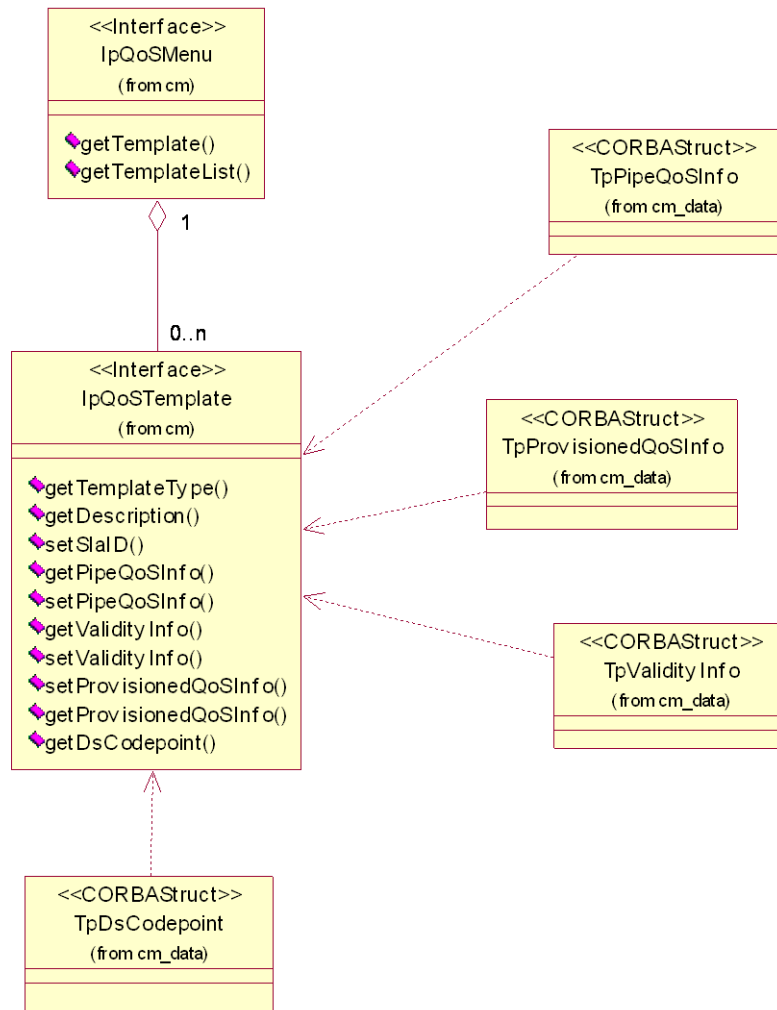 <<Interface>>
IpQoSMenu
(from cm)
getTemplate()
getTemplateList()
1
0..n
<<Interface>>
IpQoSTemplate
(from cm)
getTemplateType()
getDescription()
setSlaID()
getPipeQoSInfo()
setPipeQoSInfo()
getValidityInfo()
setValidityInfo()
setProvisionedQoSInfo()
getProvisionedQoSInfo()
getDsCodepoint()
<<CORBAStruct>>
TpPipeQoSInfo
(from cm_data)
<<CORBAStruct>>
TpProvisionedQoSInfo
(from cm_data)
<<CORBAStruct>>
TpValidityInfo
(from cm_data)
<<CORBAStruct>>
TpDsCodepoint
(from cm_data)